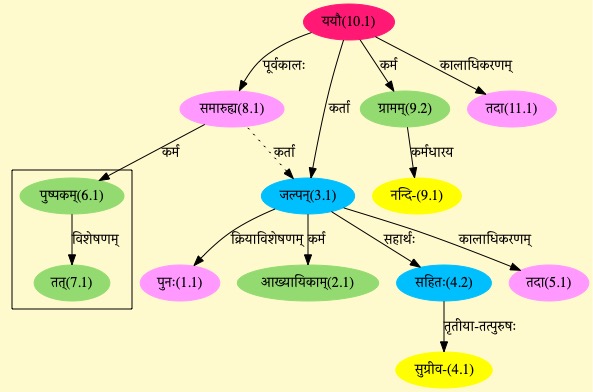 ययौ(10.1)
पूर्वकालः
कर्म
कालाधिकरणम्
समारुह्य(8.1)
कर्ता
ग्रामम्(9.2)
तदा(11.1)
कर्म
कर्ता
कर्मधारय
पुष्पकम्(6.1)
जल्पन्(3.1)
नन्दि-(9.1)
विशेषणम्
क्रियाविशेषणम्
कर्म
सहार्थः
कालाधिकरणम्
तत्(7.1)
पुनः(1.1)
आख्यायिकाम्(2.1)
सहितः(4.2)
तदा(5.1)
तृतीया-तत्पुरुषः
सुग्रीव-(4.1)